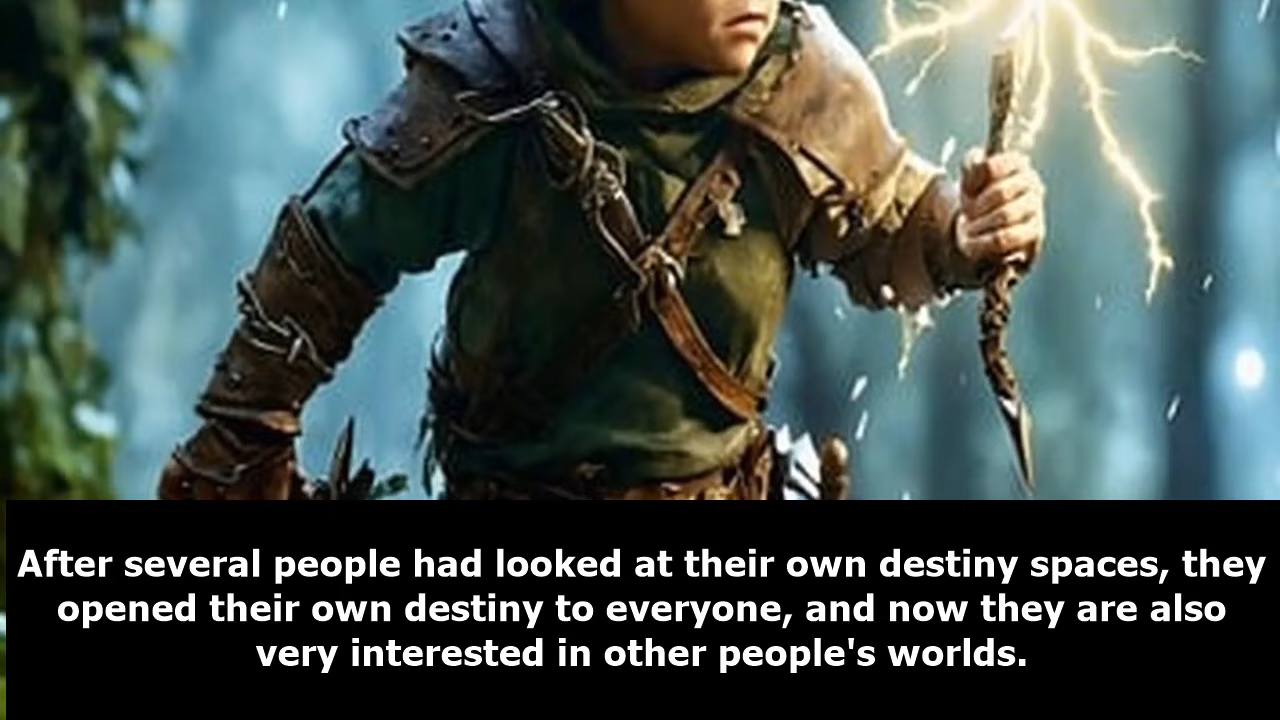 After several people had looked at their own destiny spaces, they
opened their own destiny to everyone, and now they are also
very interested in other people's worlds.